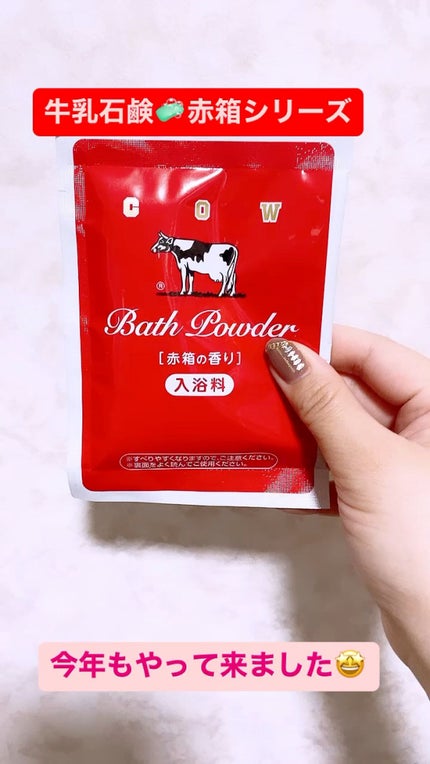 牛乳石鹸🧼赤箱シリーズ
C O W
®
Bath Powder
[赤箱の香り]
入浴料
※すべりやすくなりますので、ご注意ください。
※裏面をよく読んでご使用ください。
今年もやって来ました🤩